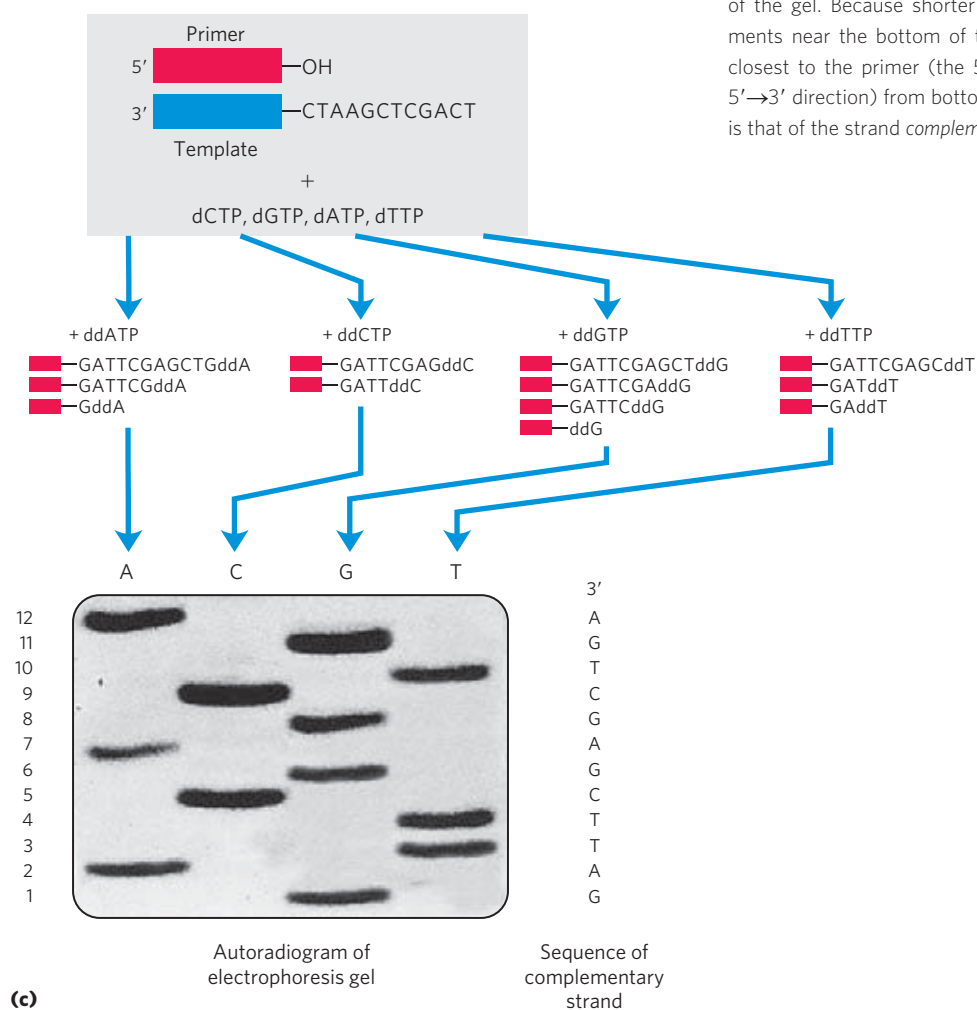 of the gel. Because shorter
ments near the bottom of t
closest to the primer (the 5
5′→3′ direction) from botto
is that of the strand complem
Primer
5′ —OH
3′ —CTAAGCTCGACT
Template
+
dCTP, dGTP, dATP, dTTP
+ ddATP
—GATTCGAGCTGddA
—GATTCGddA
—GddA
+ ddCTP
—GATTCGAGddC
—GATTddC
+ ddGTP
—GATTCGAGCTddG
—GATTCGAddG
—GATTCddG
—ddG
+ ddTTP
—GATTCGAGCddT
—GATddT
—GAddT
A C G T
3′
12 A
11 G
10 T
9 C
8 G
7 A
6 G
5 C
4 T
3 T
2 A
1 G
Autoradiogram of
electrophoresis gel
Sequence of
complementary
strand
(c)